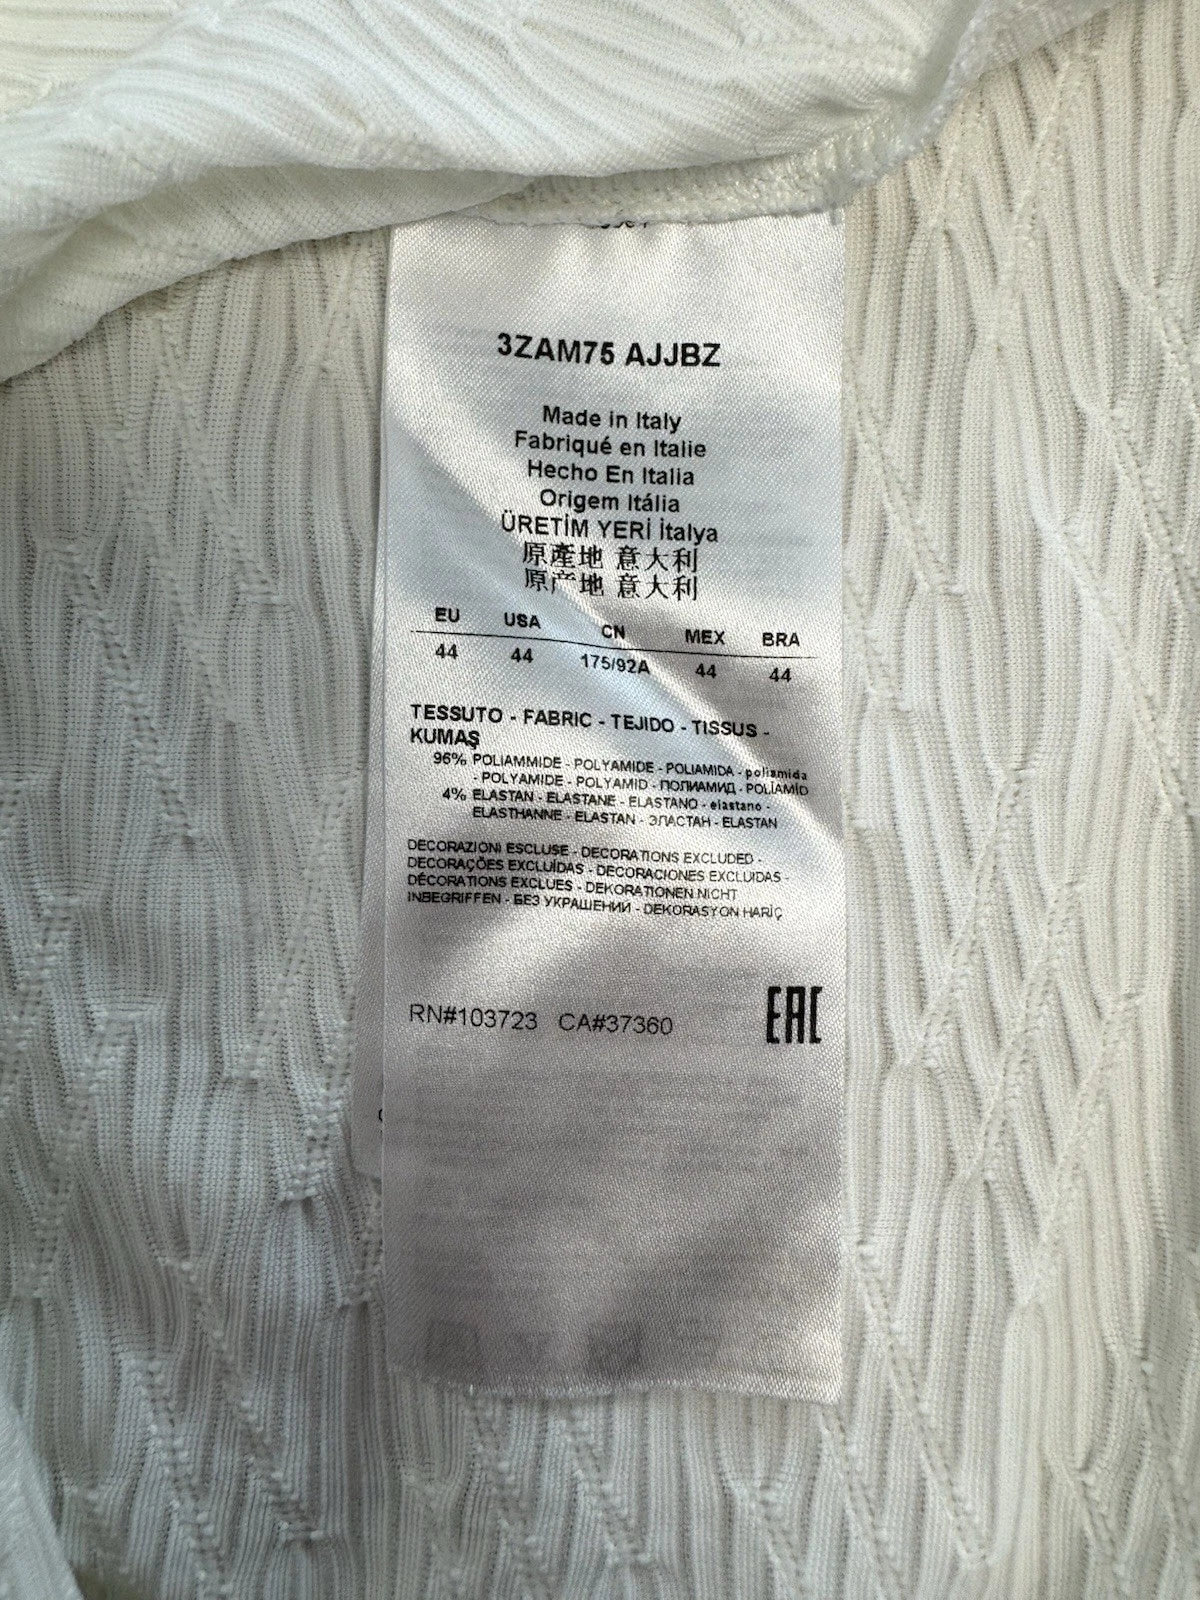 3ZAM75 AJJBZ
Made in Italy
Fabriqué en Italie
Hecho En Italia
Origem Itália
ÜRETİM YERİ İtalya
原產地 意大利
原产地 意大利
EU USA CN MEX BRA
44 44 175/92A 44 44
TESSUTO - FABRIC - TEJIDO - TISSUS -
KUMAŞ
96% POLIAMMIDE - POLYAMIDE - POLIAMIDA - poliamida
- POLYAMIDE - POLYAMID - ПОЛИАМИД - POLİAMİD
4% ELASTAN - ELASTANE - ELASTANO - elastano -
ELASTHANNE - ELASTAN - ЭЛАСТАН - ELASTAN
DECORAZIONI ESCLUSE - DECORATIONS EXCLUDED -
DECORAÇÕES EXCLUÍDAS - DECORACIONES EXCLUIDAS -
DÉCORATIONS EXCLUES - DEKORATIONEN NICHT
INBEGRIFFEN - БЕЗ УКРАШЕНИИ - DEKORASYON HARİÇ
RN#103723 CA#37360 EAC